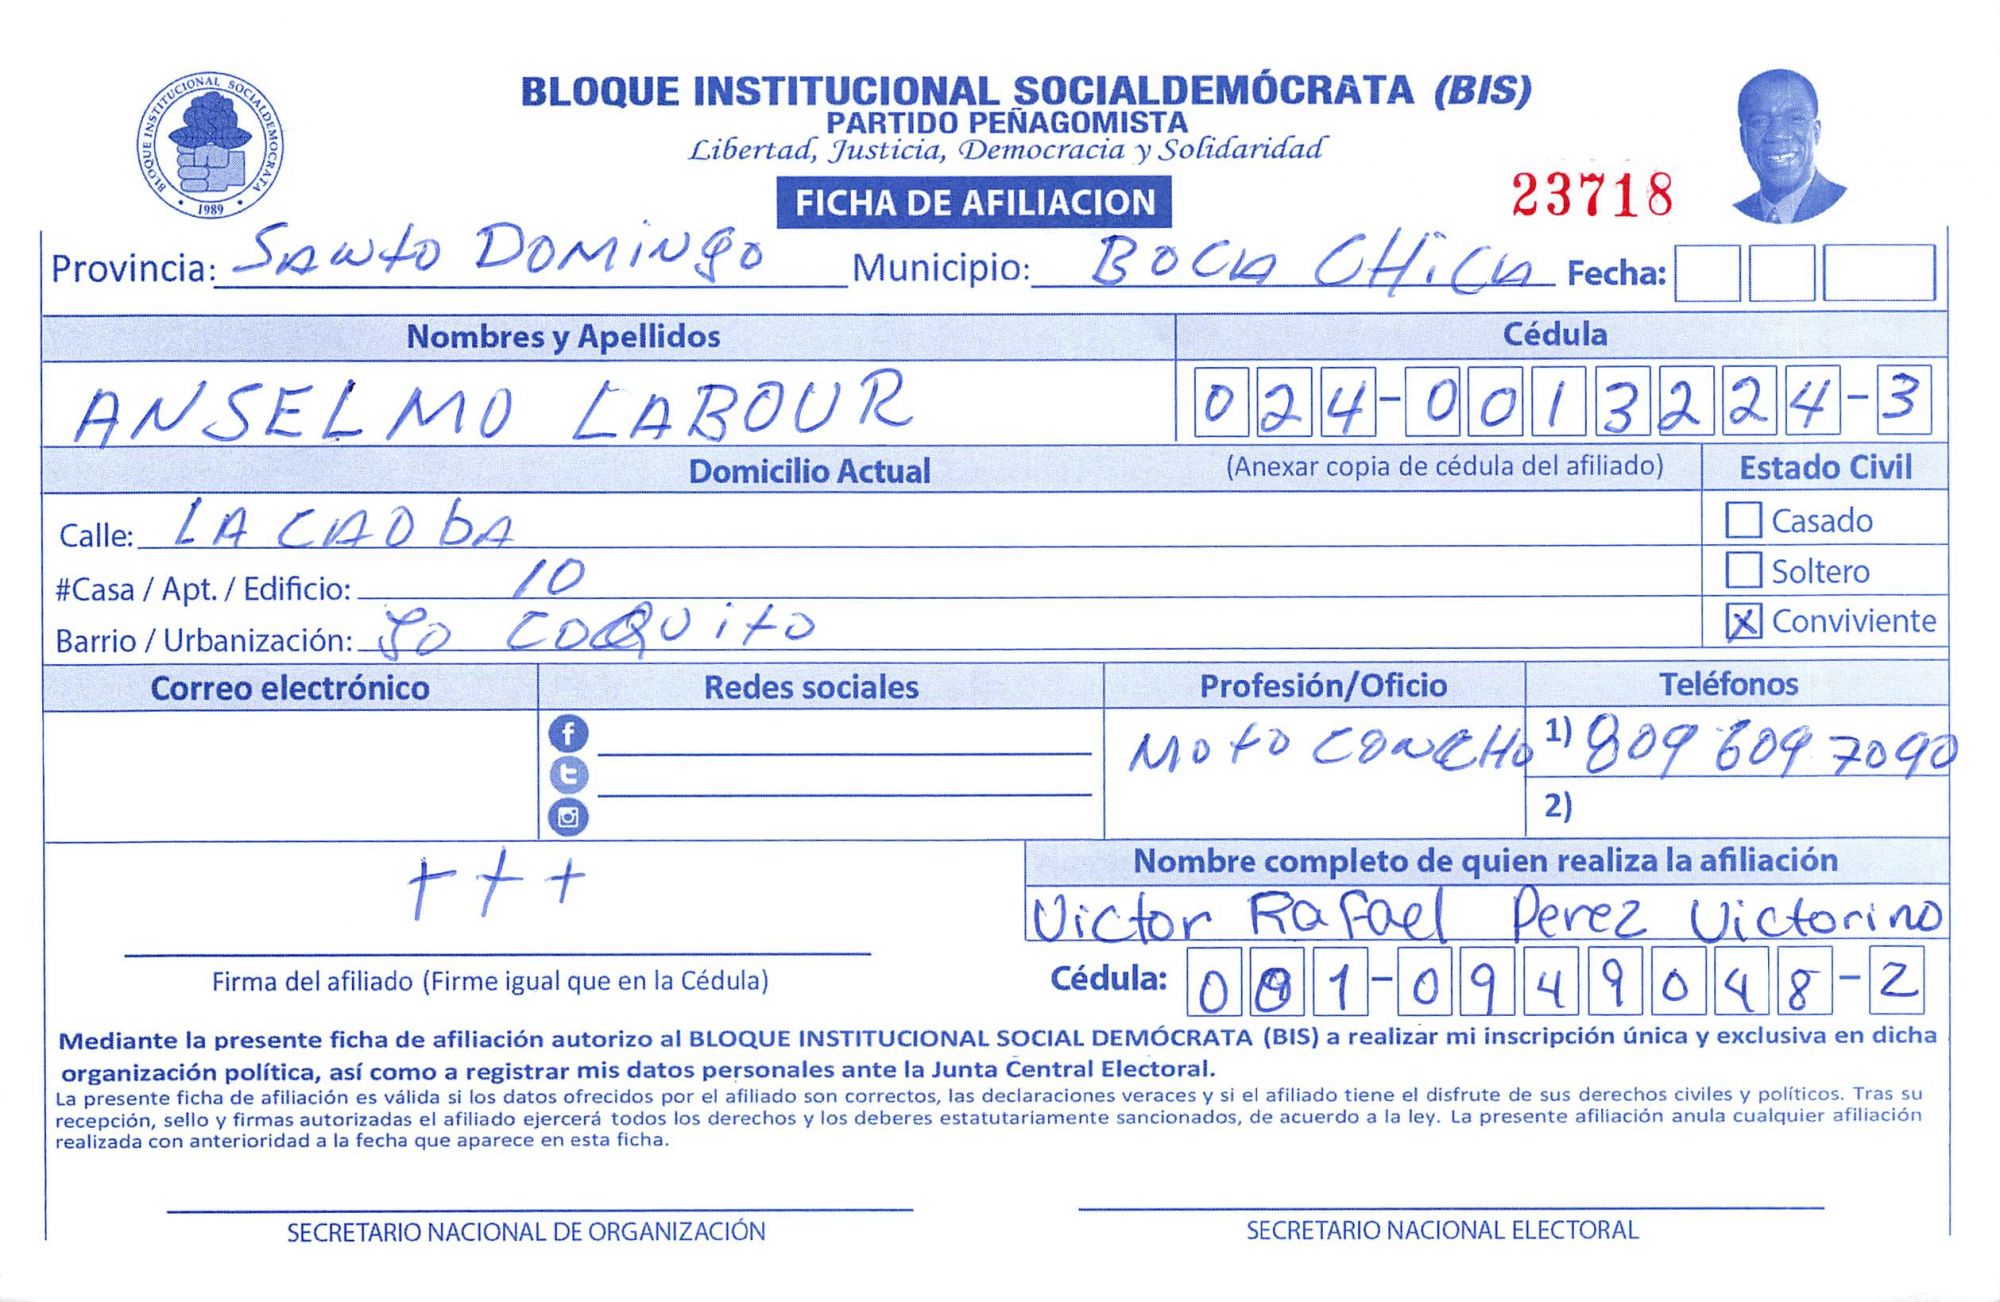 BLOQUE INSTITUCIONAL SOCIALDEMÓCRATA (BIS)
PARTIDO PEÑAGOMISTA
Libertad, Justicia, Democracia y Solidaridad
BLOQUE INSTITUCIONAL SOCIALDEMOCRATA
• 1989 •
FICHA DE AFILIACION
23718
Provincia: SANTO DOMINGO Municipio: BOCA CHICA Fecha:
Nombres y Apellidos Cédula
ANSELMO LABOUR 024-0013224-3
Domicilio Actual (Anexar copia de cédula del afiliado) Estado Civil
Calle: LA CAObA Casado
#Casa / Apt. / Edificio: 10 Soltero
Barrio / Urbanización: COQUito X Conviviente
Correo electrónico Redes sociales Profesión/Oficio Teléfonos
MOTO CONCHO 1) 809 609 7090
2)
+++
Nombre completo de quien realiza la afiliación
Victor Rafael Perez Victorino
Firma del afiliado (Firme igual que en la Cédula) Cédula: 001-0949048-2
Mediante la presente ficha de afiliación autorizo al BLOQUE INSTITUCIONAL SOCIAL DEMÓCRATA (BIS) a realizar mi inscripción única y exclusiva en dicha
organización política, así como a registrar mis datos personales ante la Junta Central Electoral.
La presente ficha de afiliación es válida si los datos ofrecidos por el afiliado son correctos, las declaraciones veraces y si el afiliado tiene el disfrute de sus derechos civiles y políticos. Tras su
recepción, sello y firmas autorizadas el afiliado ejercerá todos los derechos y los deberes estatutariamente sancionados, de acuerdo a la ley. La presente afiliación anula cualquier afiliación
realizada con anterioridad a la fecha que aparece en esta ficha.
SECRETARIO NACIONAL DE ORGANIZACIÓN SECRETARIO NACIONAL ELECTORAL